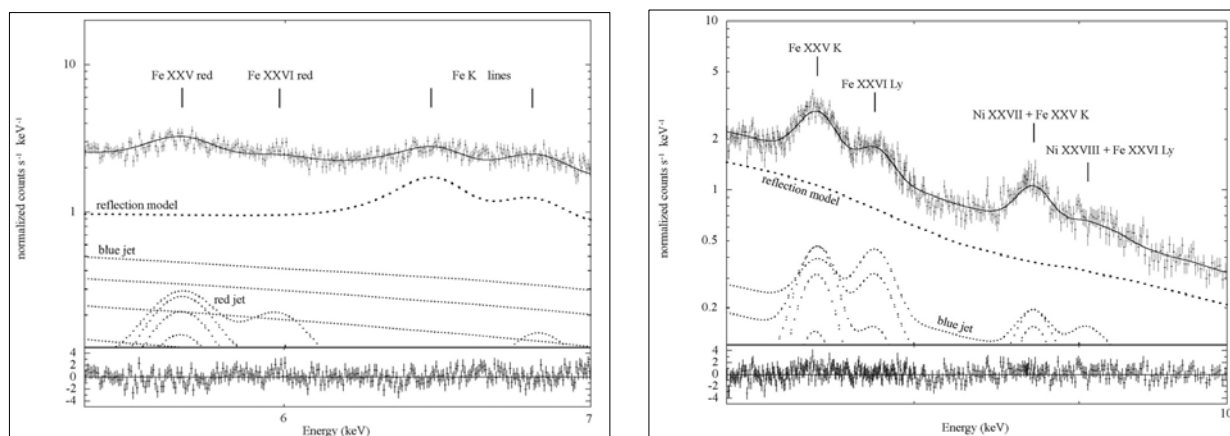 10
Fe XXV red
Fe XXVI red
Fe K lines
normalized counts s⁻¹ keV⁻¹
1
reflection model
blue jet
red jet
4
2
0
-2
-4
6
7
Energy (keV)
10
Fe XXV K
5
Fe XXVI Ly
Ni XXVII + Fe XXV K
2
Ni XXVIII + Fe XXVI Ly
normalized counts s⁻¹ keV⁻¹
1
reflection model
0.5
0.2
blue jet
4
2
0
-2
-4
10
Energy (keV)